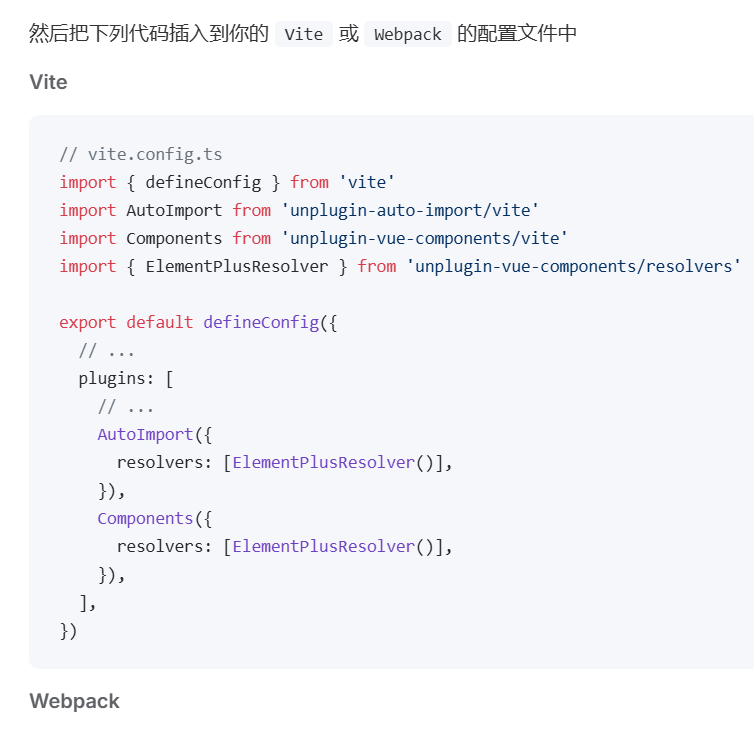 然后把下列代码插入到你的 Vite 或 Webpack 的配置文件中
Vite
// vite.config.ts
import { defineConfig } from 'vite'
import AutoImport from 'unplugin-auto-import/vite'
import Components from 'unplugin-vue-components/vite'
import { ElementPlusResolver } from 'unplugin-vue-components/resolvers'

export default defineConfig({
  // ...
  plugins: [
    // ...
    AutoImport({
      resolvers: [ElementPlusResolver()],
    }),
    Components({
      resolvers: [ElementPlusResolver()],
    }),
  ],
})
Webpack